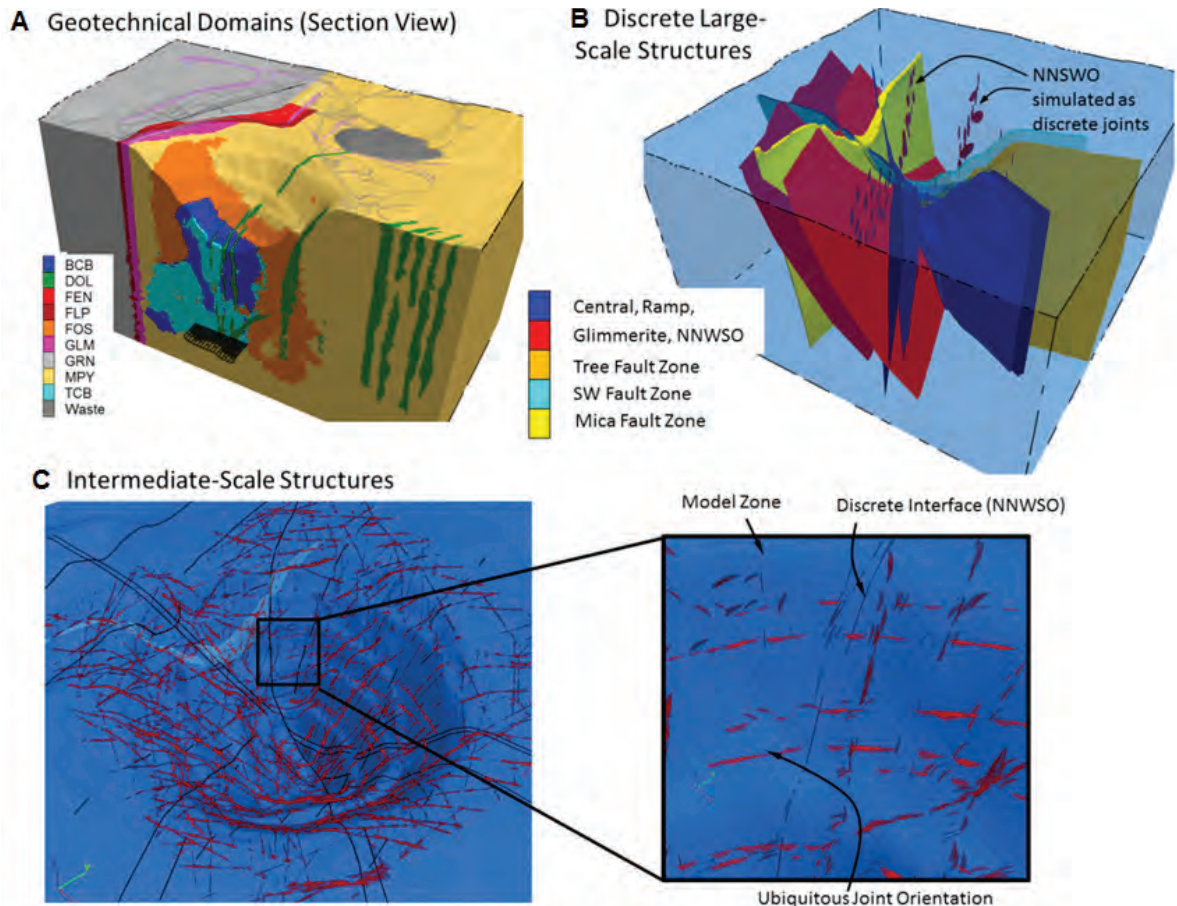 A Geotechnical Domains (Section View)
BCB
DOL
FEN
FLP
FOS
GLM
GRN
MPY
TCB
Waste
B Discrete Large-
Scale Structures
NNSWO
simulated as
discrete joints
Central, Ramp,
Glimmerite, NNWSO
Tree Fault Zone
SW Fault Zone
Mica Fault Zone
C Intermediate-Scale Structures
Model Zone
Discrete Interface (NNWSO)
Ubiquitous Joint Orientation